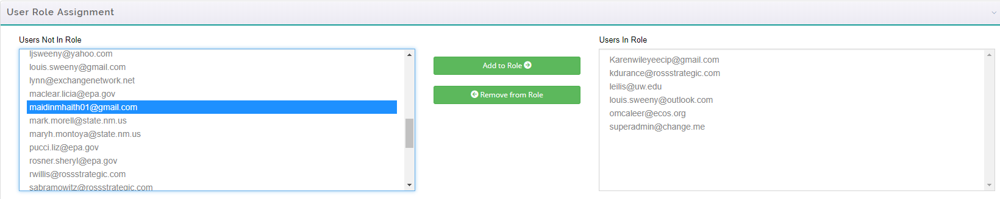 User Role Assignment
Users Not In Role
ljsweeny@yahoo.com
louis.sweeny@gmail.com
lynn@exchangenetwork.net
maclear.licia@epa.gov
maidinmhaith01@gmail.com
mark.morell@state.nm.us
maryh.montoya@state.nm.us
pucci.liz@epa.gov
rosner.sheryl@epa.gov
rwillis@rossstrategic.com
sabramowitz@rossstrategic.com
Add to Role
Remove from Role
Users In Role
Karenwileyeecip@gmail.com
kdurance@rossstrategic.com
leilis@uw.edu
louis.sweeny@outlook.com
omcaleer@ecos.org
superadmin@change.me